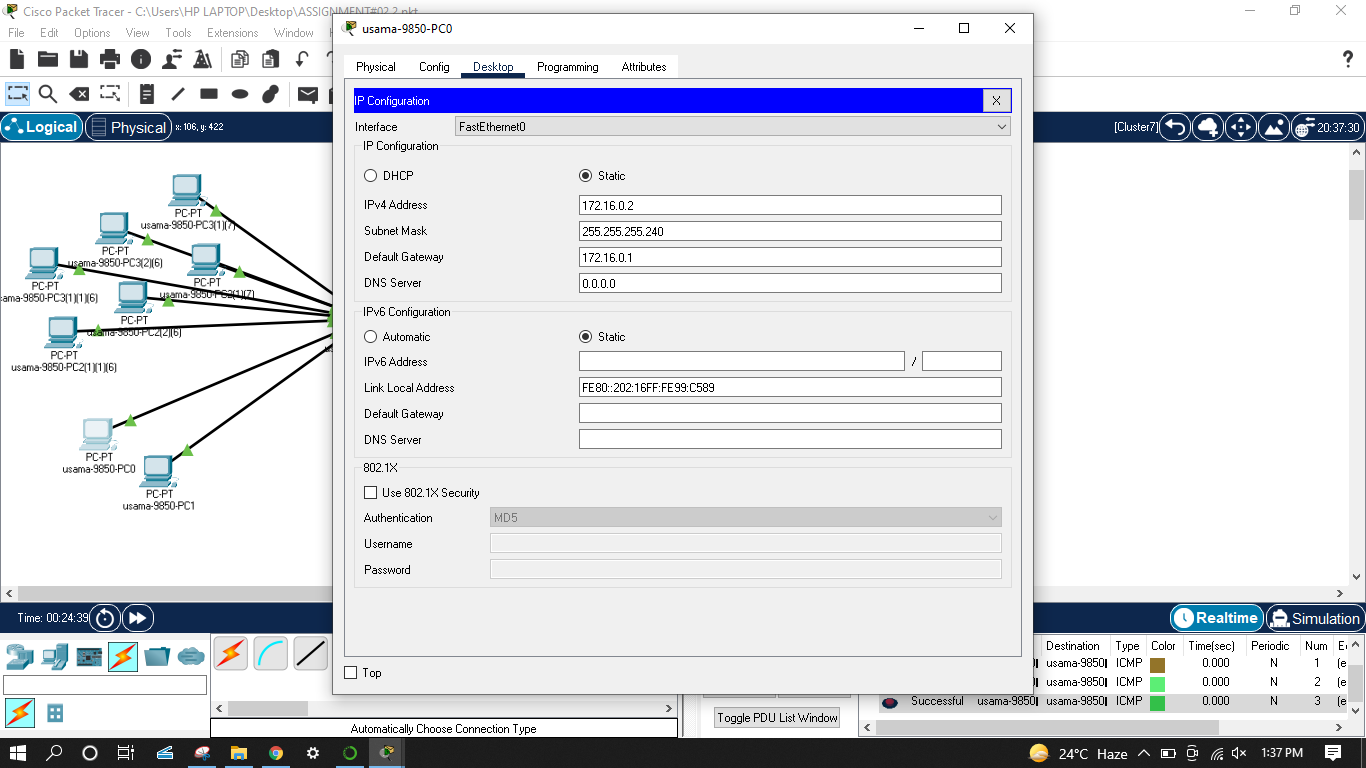 Cisco Packet Tracer - C:\Users\HP LAPTOP\Desktop\ASSIGNMENT#02 2.pkt
File Edit Options View Tools Extensions Window
Logical Physical x: 106, y: 422
[Cluster7] 20:37:30
PC-PT
usama-9850-PC3(1)(7)
PC-PT
usama-9850-PC3(2)(6)
PC-PT
usama-9850-PC2(1)(7)
PC-PT
usama-9850-PC3(1)(1)(6)
PC-PT
usama-9850-PC2(2)(6)
PC-PT
usama-9850-PC2(1)(1)(6)
PC-PT
usama-9850-PC0
PC-PT
usama-9850-PC1
usama-9850-PC0
Physical Config Desktop Programming Attributes
IP Configuration X
Interface FastEthernet0
IP Configuration
DHCP Static
IPv4 Address 172.16.0.2
Subnet Mask 255.255.255.240
Default Gateway 172.16.0.1
DNS Server 0.0.0.0
IPv6 Configuration
Automatic Static
IPv6 Address /
Link Local Address FE80::202:16FF:FE99:C589
Default Gateway
DNS Server
802.1X
Use 802.1X Security
Authentication MD5
Username
Password
Top
Time: 00:24:39
Realtime Simulation
Automatically Choose Connection Type
Toggle PDU List Window
Destination Type Color Time(sec) Periodic Num
usama-9850 ICMP 0.000 N 1 (e
usama-9850 ICMP 0.000 N 2 (e
Successful usama-9850 usama-9850 ICMP 0.000 N 3 (e
24°C Haze 1:37 PM